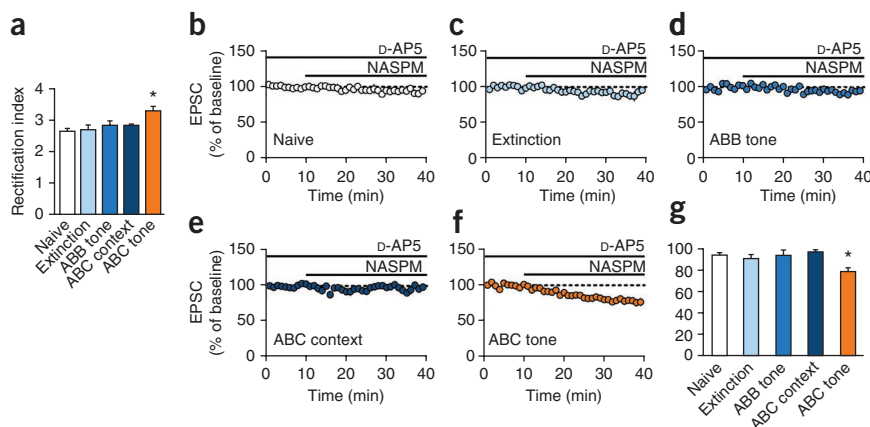 a
Rectification index
4
3
2
1
0
Naive
Extinction
ABB tone
ABC context
ABC tone
*
b
EPSC
(% of baseline)
150
100
50
0
D-AP5
NASPM
Naive
0 10 20 30 40
Time (min)
c
150
100
50
0
D-AP5
NASPM
Extinction
0 10 20 30 40
Time (min)
d
150
100
50
0
D-AP5
NASPM
ABB tone
0 10 20 30 40
Time (min)
e
EPSC
(% of baseline)
150
100
50
0
D-AP5
NASPM
ABC context
0 10 20 30 40
Time (min)
f
150
100
50
0
D-AP5
NASPM
ABC tone
0 10 20 30 40
Time (min)
g
100
80
60
40
20
0
*
Naive
Extinction
ABB tone
ABC context
ABC tone